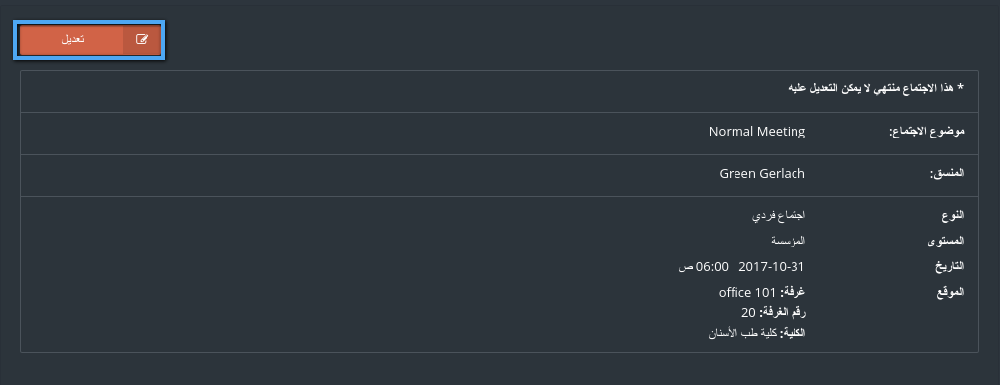 تعديل
* هذا الاجتماع منتهي لا يمكن التعديل عليه
موضوع الاجتماع: Normal Meeting
المنسق: Green Gerlach
النوع اجتماع فردي
المستوى المؤسسة
التاريخ 2017-10-31 06:00 ص
الموقع غرفة: office 101
رقم الغرفة: 20
الكلية: كلية طب الأسنان